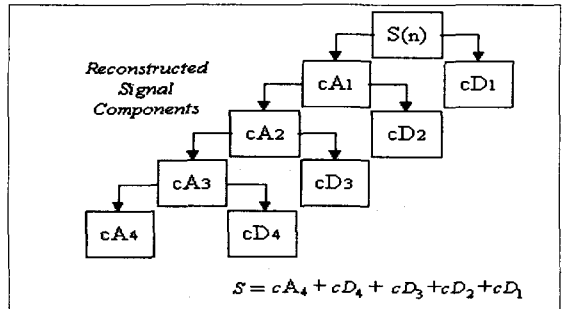 S(n)
Reconstructed
Signal
Components
cA1
cD1
cA2
cD2
cA3
cD3
cA4
cD4
S = cA₄ + cD₄ + cD₃ + cD₂ + cD₁